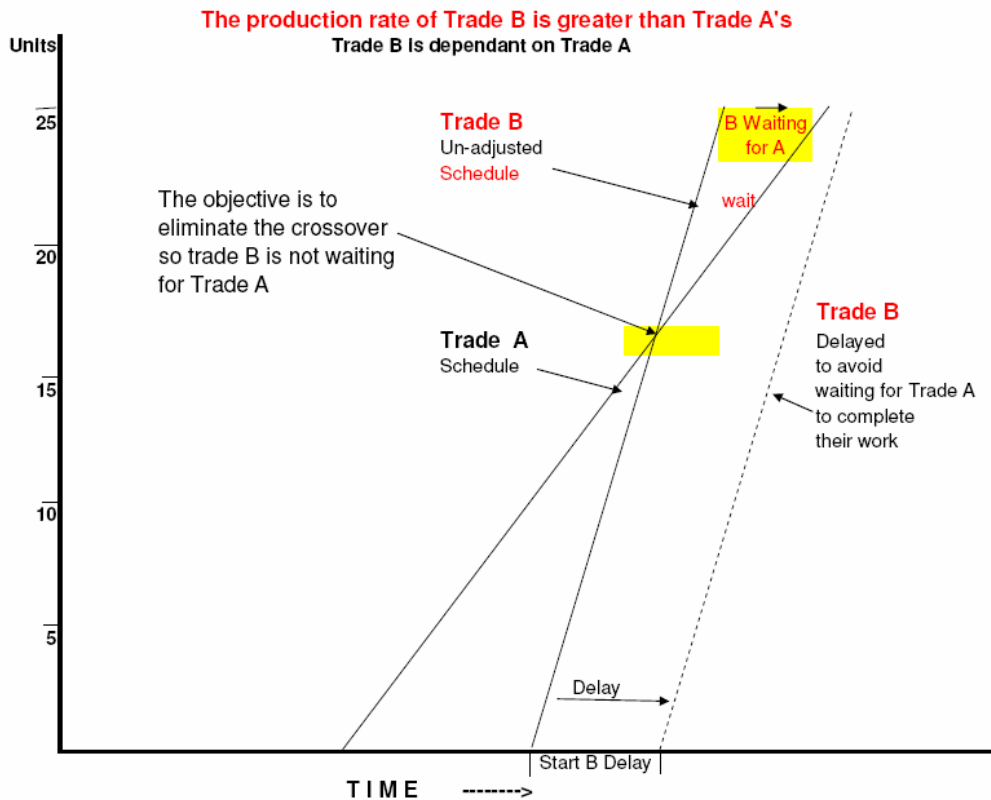 The production rate of Trade B is greater than Trade A's
Units
Trade B is dependant on Trade A
25
Trade B
Un-adjusted
Schedule
B Waiting
for A
wait
The objective is to
eliminate the crossover
so trade B is not waiting
for Trade A
20
Trade A
Schedule
Trade B
Delayed
to avoid
waiting for Trade A
to complete
their work
15
10
5
Delay
Start B Delay
TIME -------->